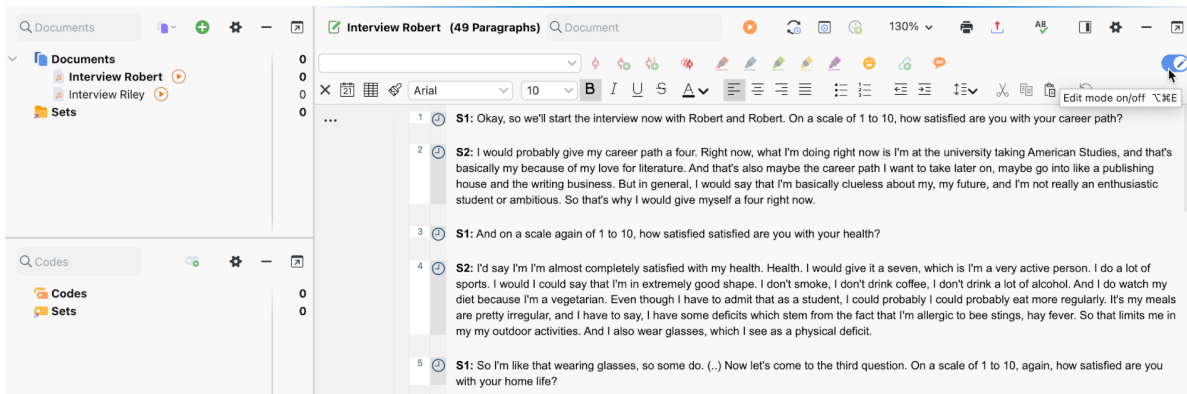 Documents
Interview Robert (49 Paragraphs) Document 130% AB
Documents 0
Interview Robert 0
Interview Riley 0
Sets 0
21 Arial 10 B I U S A
Edit mode on/off ⌥⌘E
1 S1: Okay, so we'll start the interview now with Robert and Robert. On a scale of 1 to 10, how satisfied are you with your career path?
2 S2: I would probably give my career path a four. Right now, what I'm doing right now is I'm at the university taking American Studies, and that's
basically my because of my love for literature. And that's also maybe the career path I want to take later on, maybe go into like a publishing
house and the writing business. But in general, I would say that I'm basically clueless about my, my future, and I'm not really an enthusiastic
student or ambitious. So that's why I would give myself a four right now.
3 S1: And on a scale again of 1 to 10, how satisfied satisfied are you with your health?
Codes
Codes 0
Sets 0
4 S2: I'd say I'm I'm almost completely satisfied with my health. Health. I would give it a seven, which is I'm a very active person. I do a lot of
sports. I would I could say that I'm in extremely good shape. I don't smoke, I don't drink coffee, I don't drink a lot of alcohol. And I do watch my
diet because I'm a vegetarian. Even though I have to admit that as a student, I could probably I could probably eat more regularly. It's my meals
are pretty irregular, and I have to say, I have some deficits which stem from the fact that I'm allergic to bee stings, hay fever. So that limits me in
my my outdoor activities. And I also wear glasses, which I see as a physical deficit.
5 S1: So I'm like that wearing glasses, so some do. (..) Now let's come to the third question. On a scale of 1 to 10, again, how satisfied are you
with your home life?